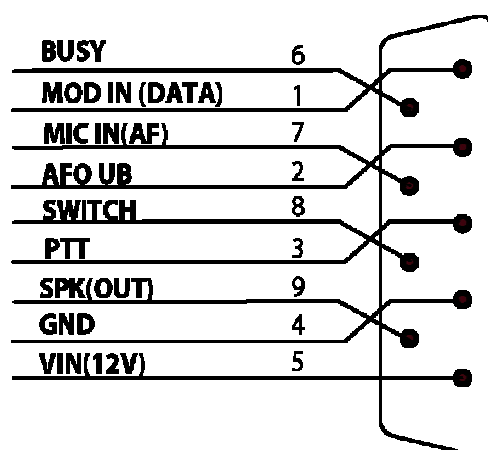 BUSY 6
MOD IN (DATA) 1
MIC IN(AF) 7
AFO UB 2
SWITCH 8
PTT 3
SPK(OUT) 9
GND 4
VIN(12V) 5